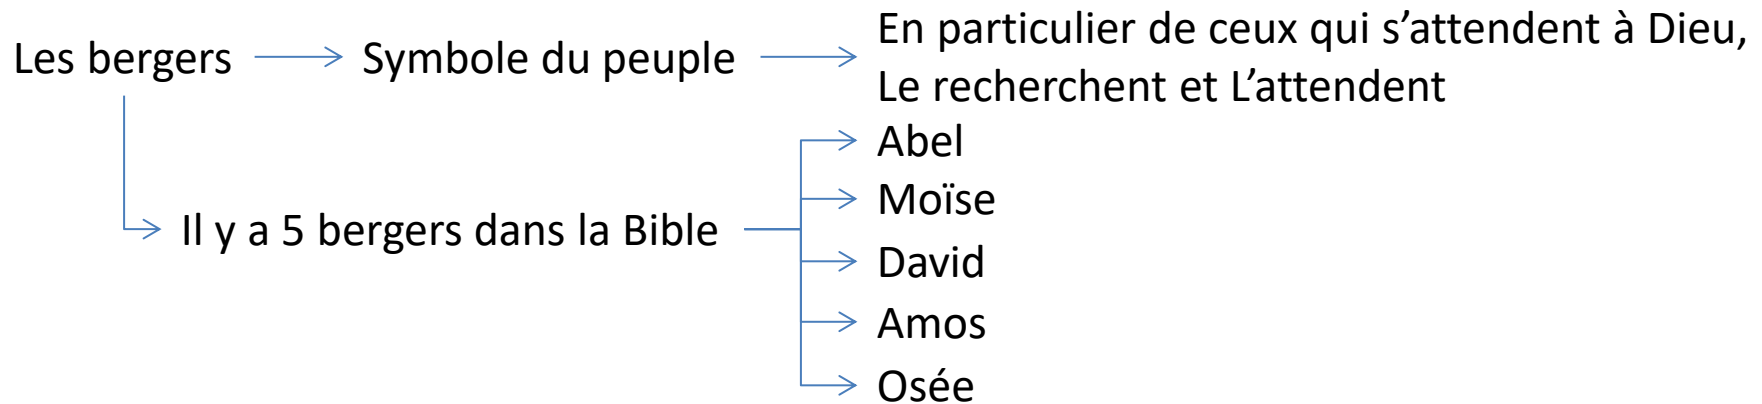 Les bergers
Symbole du peuple
En particulier de ceux qui s’attendent à Dieu,
Le recherchent et L’attendent
Il y a 5 bergers dans la Bible
Abel
Moïse
David
Amos
Osée